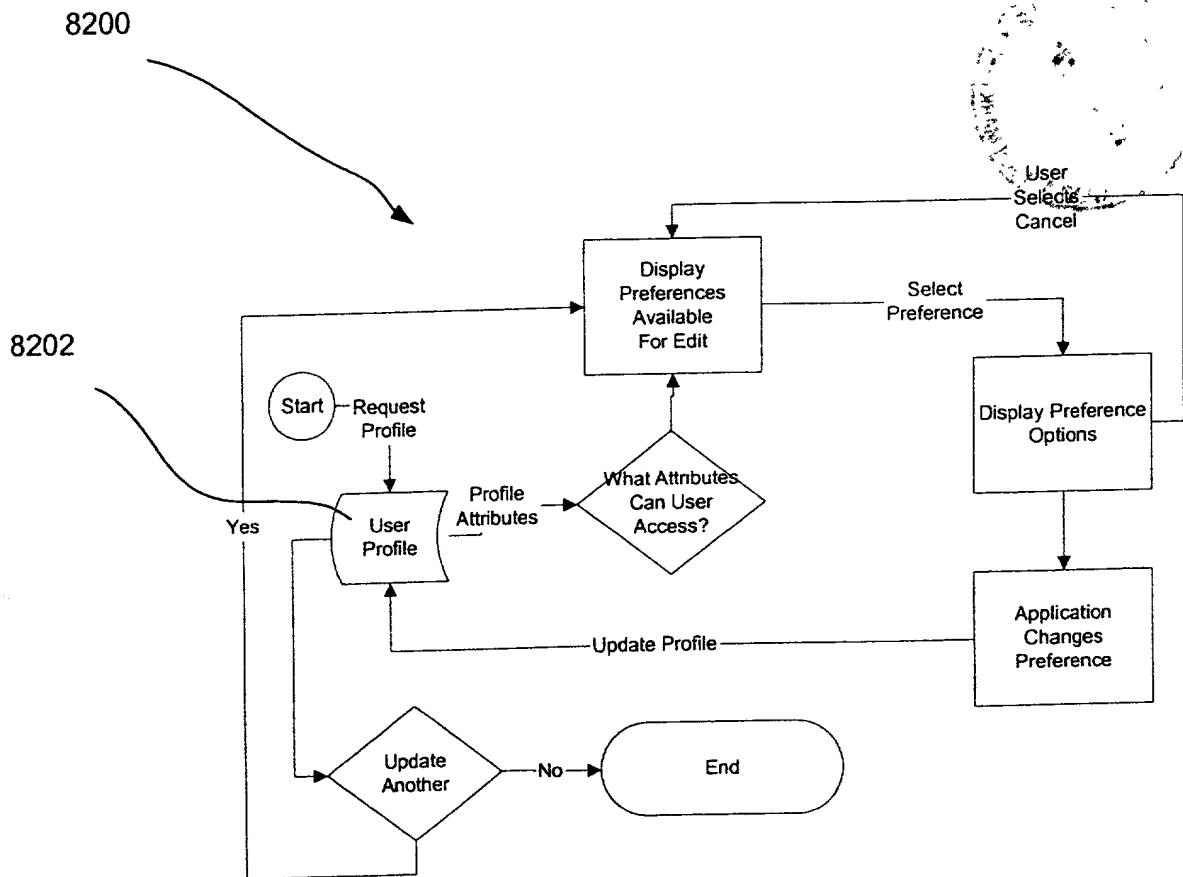 8200
User
Selects
Cancel
Display
Preferences
Available
For Edit
Select
Preference
8202
Start
Request
Profile
Display Preference
Options
What Attributes
Can User
Access?
Profile
Attributes
User
Profile
Yes
Application
Changes
Preference
Update Profile
Update
Another
No
End